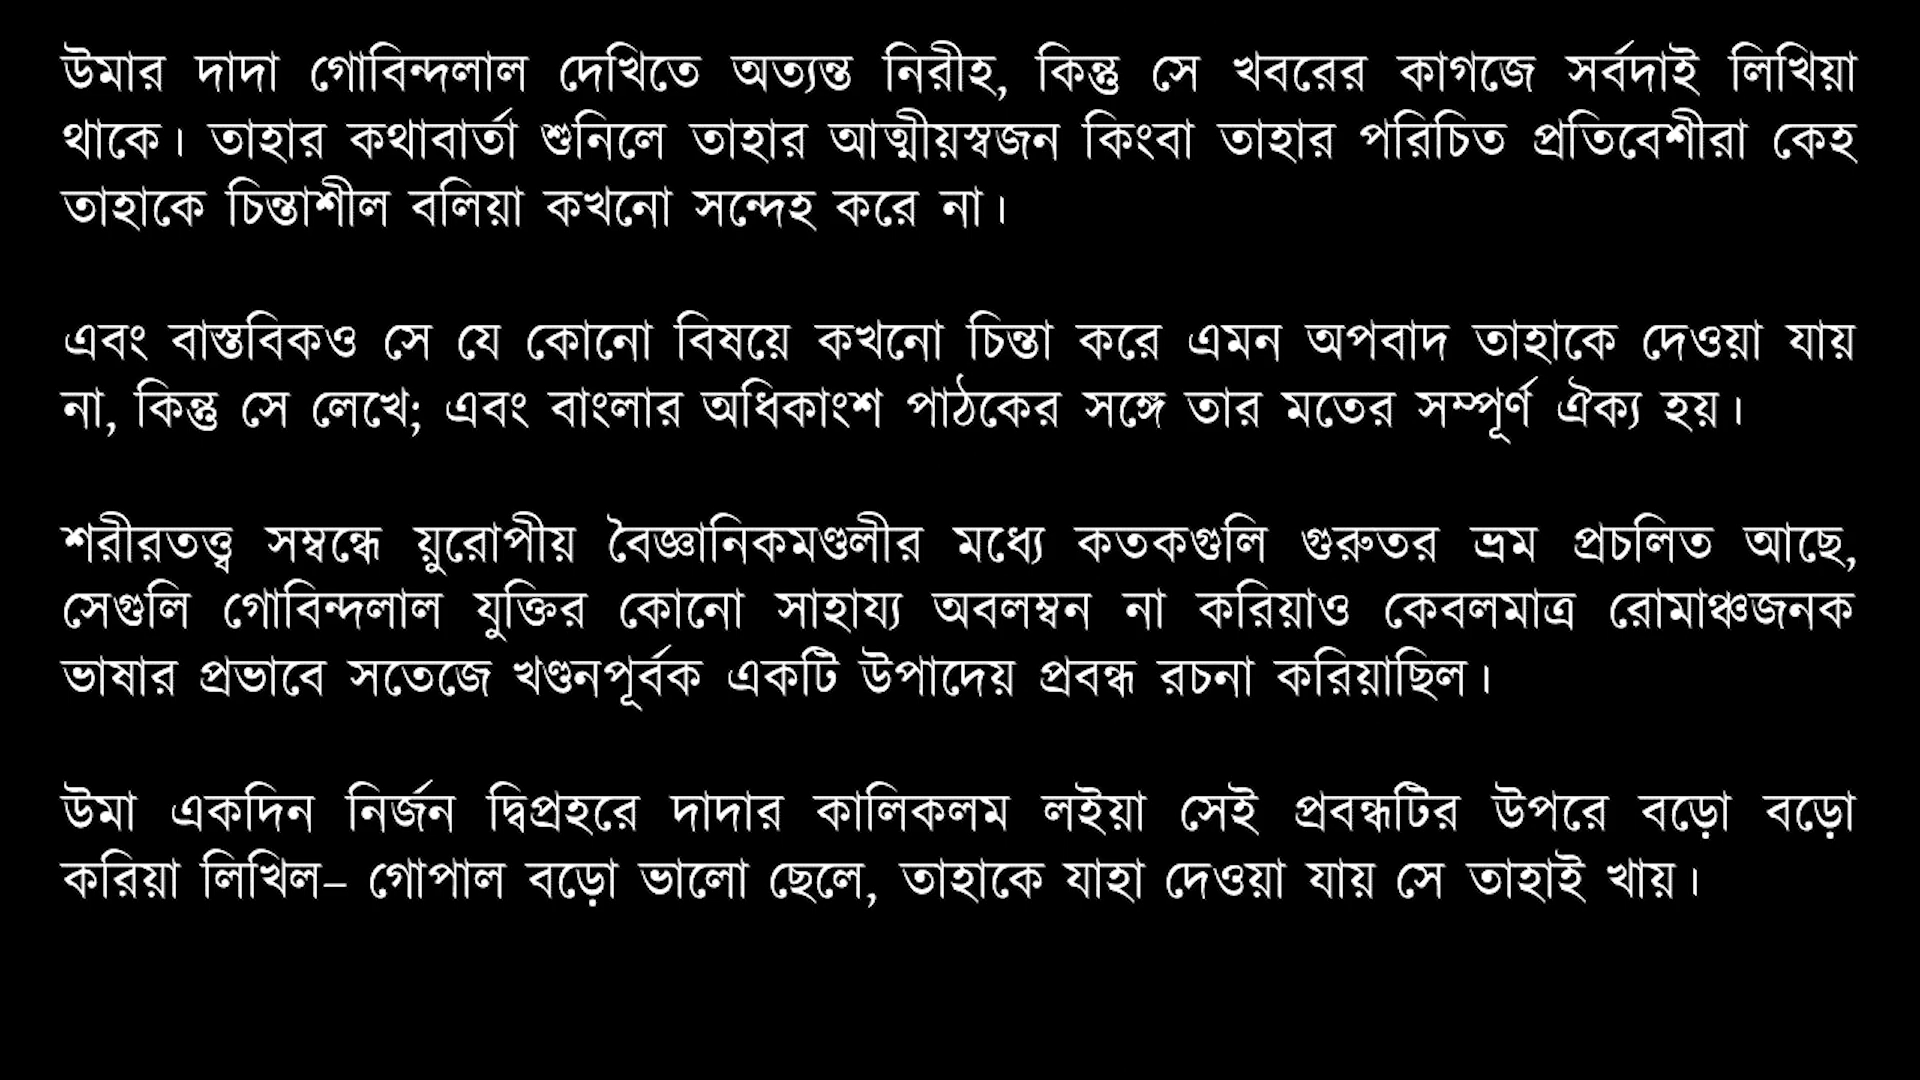 উমার দাদা গোবিন্দলাল দেখিতে অত্যন্ত নিরীহ, কিন্তু সে খবরের কাগজে সর্বদাই লিখিয়া
থাকে। তাহার কথাবার্তা শুনিলে তাহার আত্মীয়স্বজন কিংবা তাহার পরিচিত প্রতিবেশীরা কেহ
তাহাকে চিন্তাশীল বলিয়া কখনো সন্দেহ করে না।
এবং বাস্তবিকও সে যে কোনো বিষয়ে কখনো চিন্তা করে এমন অপবাদ তাহাকে দেওয়া যায়
না, কিন্তু সে লেখে; এবং বাংলার অধিকাংশ পাঠকের সঙ্গে তার মতের সম্পূর্ণ ঐক্য হয়।
শরীরতত্ত্ব সম্বন্ধে য়ুরোপীয় বৈজ্ঞানিকমণ্ডলীর মধ্যে কতকগুলি গুরুতর ভ্রম প্রচলিত আছে,
সেগুলি গোবিন্দলাল যুক্তির কোনো সাহায্য অবলম্বন না করিয়াও কেবলমাত্র রোমাঞ্চজনক
ভাষার প্রভাবে সতেজে খণ্ডনপূর্বক একটি উপাদেয় প্রবন্ধ রচনা করিয়াছিল।
উমা একদিন নির্জন দ্বিপ্রহরে দাদার কালিকলম লইয়া সেই প্রবন্ধটির উপরে বড়ো বড়ো
করিয়া লিখিল– গোপাল বড়ো ভালো ছেলে, তাহাকে যাহা দেওয়া যায় সে তাহাই খায়।